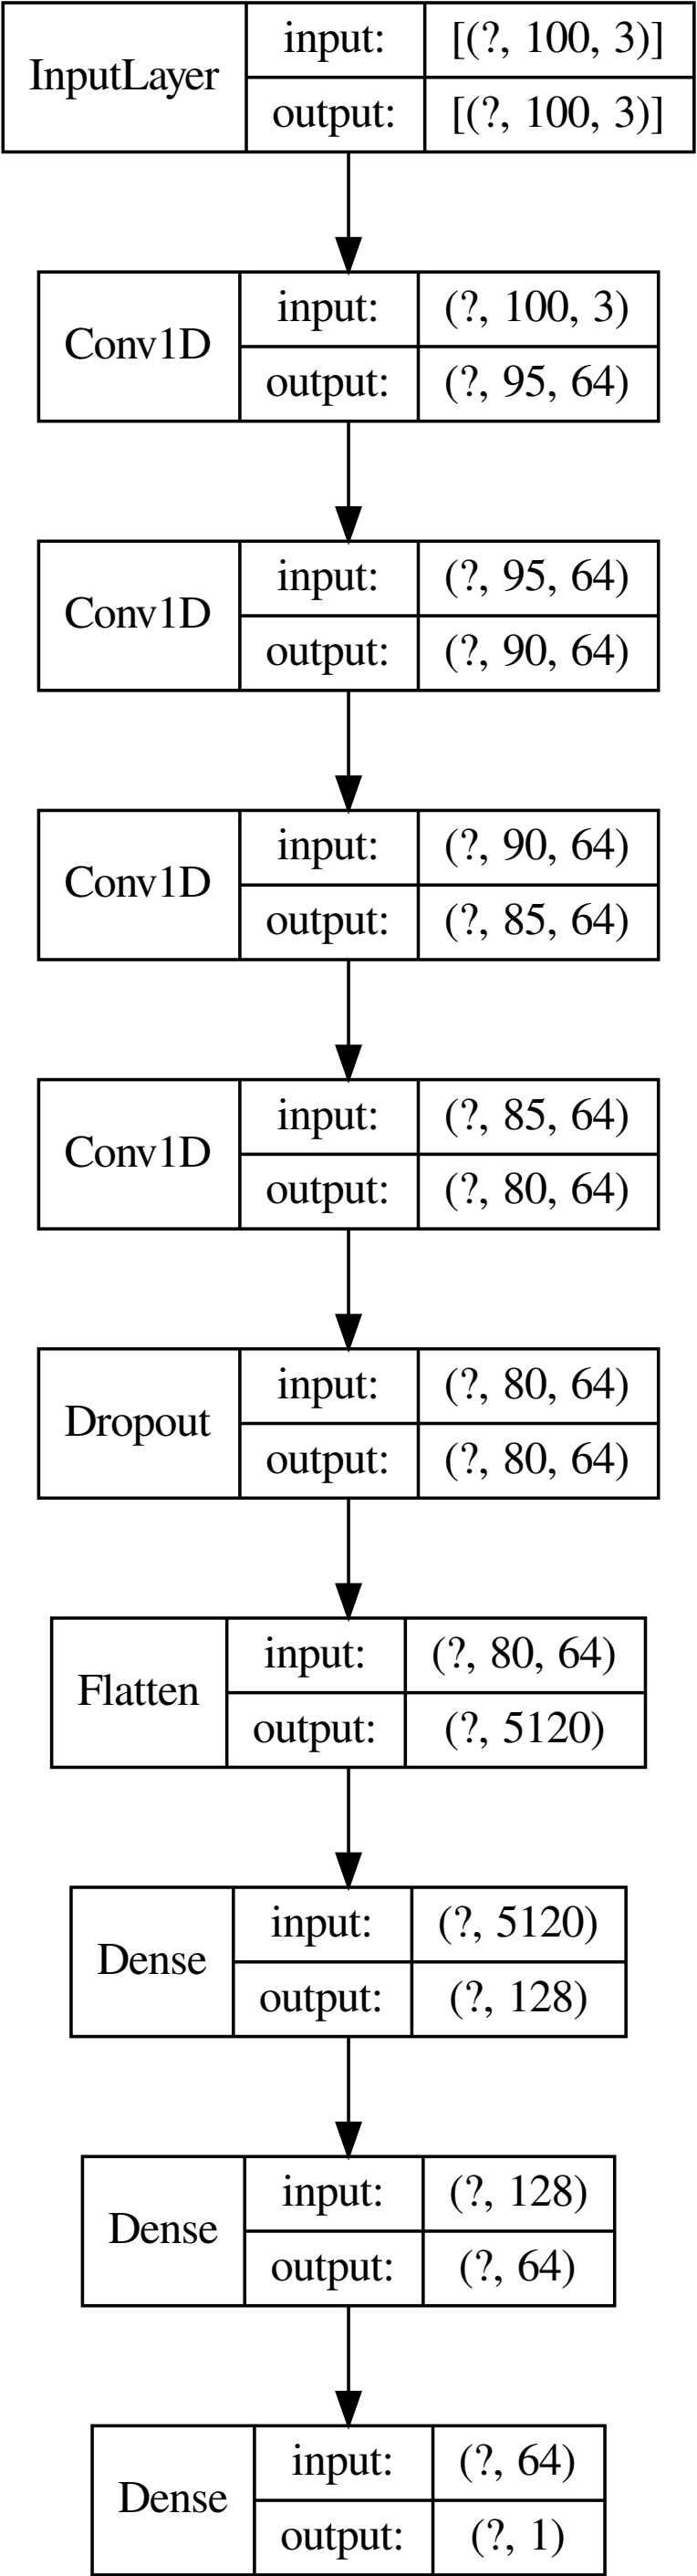 InputLayer
input: [(?, 100, 3)]
output: [(?, 100, 3)]
Conv1D
input: (?, 100, 3)
output: (?, 95, 64)
Conv1D
input: (?, 95, 64)
output: (?, 90, 64)
Conv1D
input: (?, 90, 64)
output: (?, 85, 64)
Conv1D
input: (?, 85, 64)
output: (?, 80, 64)
Dropout
input: (?, 80, 64)
output: (?, 80, 64)
Flatten
input: (?, 80, 64)
output: (?, 5120)
Dense
input: (?, 5120)
output: (?, 128)
Dense
input: (?, 128)
output: (?, 64)
Dense
input: (?, 64)
output: (?, 1)